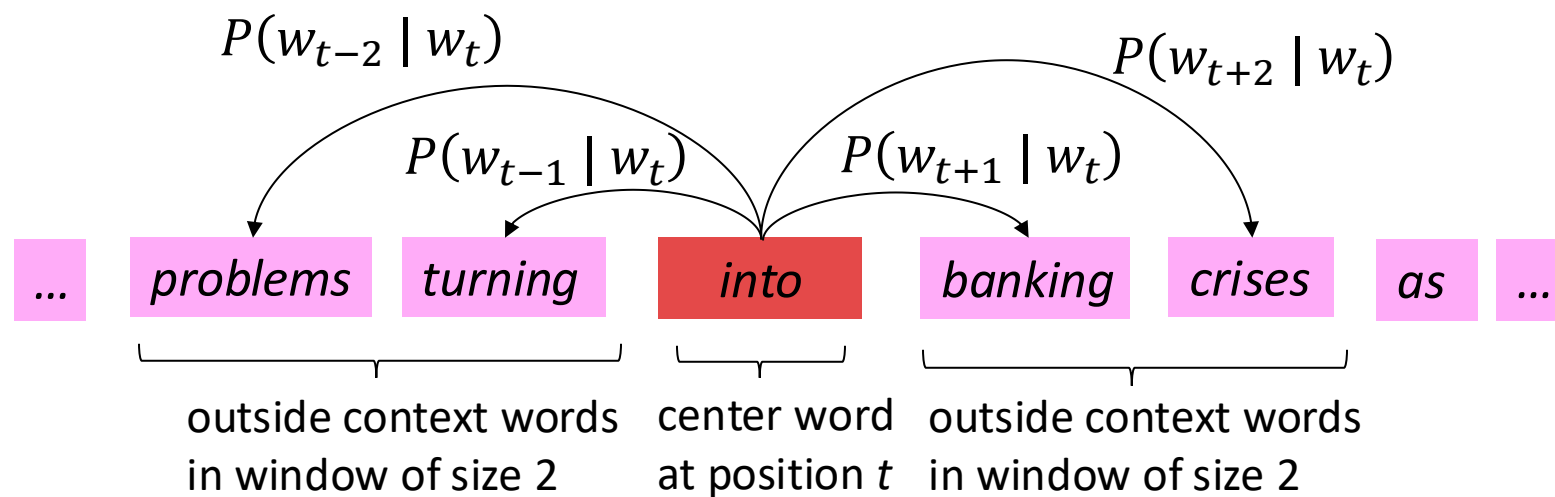 P(w_{t−2} | w_t)
P(w_{t+2} | w_t)
P(w_{t−1} | w_t)
P(w_{t+1} | w_t)
... problems turning into banking crises as ...
outside context words
in window of size 2
center word
at position t
outside context words
in window of size 2